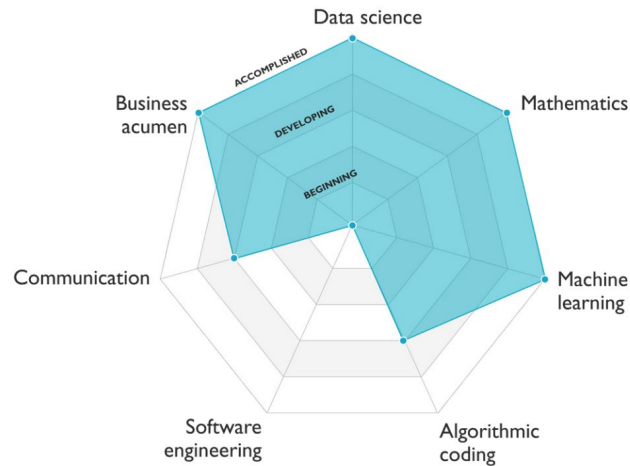 Data science
ACCOMPLISHED
Business
acumen
Mathematics
DEVELOPING
BEGINNING
Communication
Machine
learning
Software
engineering
Algorithmic
coding